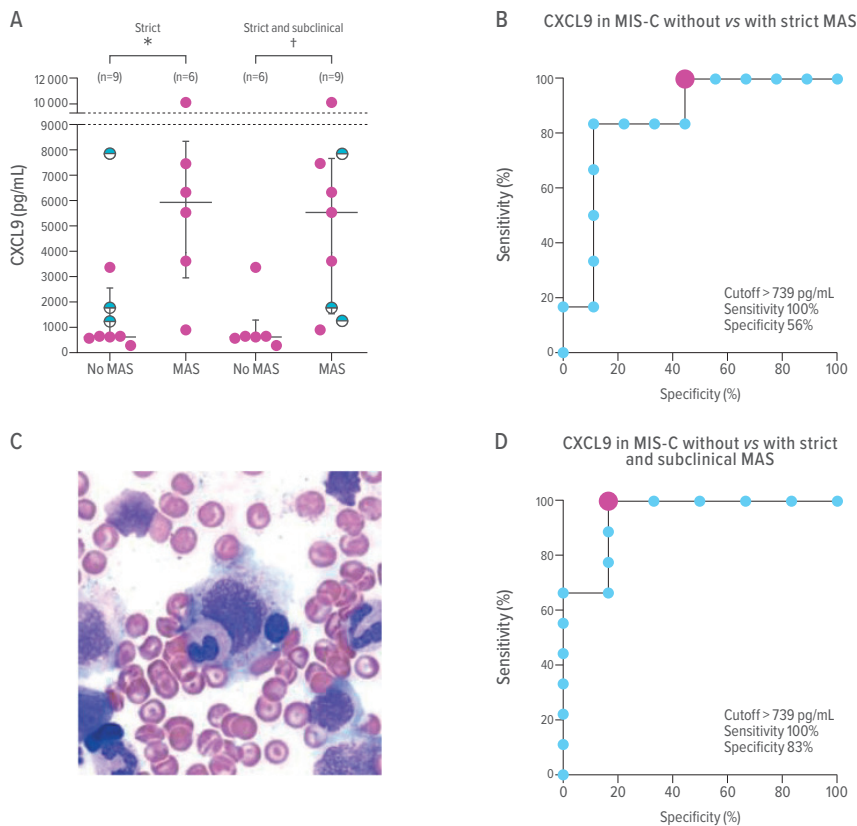 A
Strict
*
Strict and subclinical
†
(n=9)
(n=6)
(n=6)
(n=9)
12 000
10 000
9000
8000
7000
6000
5000
4000
3000
2000
1000
0
CXCL9 (pg/mL)
No MAS
MAS
No MAS
MAS
B
CXCL9 in MIS-C without vs with strict MAS
100
80
60
40
20
0
Sensitivity (%)
Cutoff > 739 pg/mL
Sensitivity 100%
Specificity 56%
0
20
40
60
80
100
Specificity (%)
C
D
CXCL9 in MIS-C without vs with strict
and subclinical MAS
100
80
60
40
20
0
Sensitivity (%)
Cutoff > 739 pg/mL
Sensitivity 100%
Specificity 83%
0
20
40
60
80
100
Specificity (%)